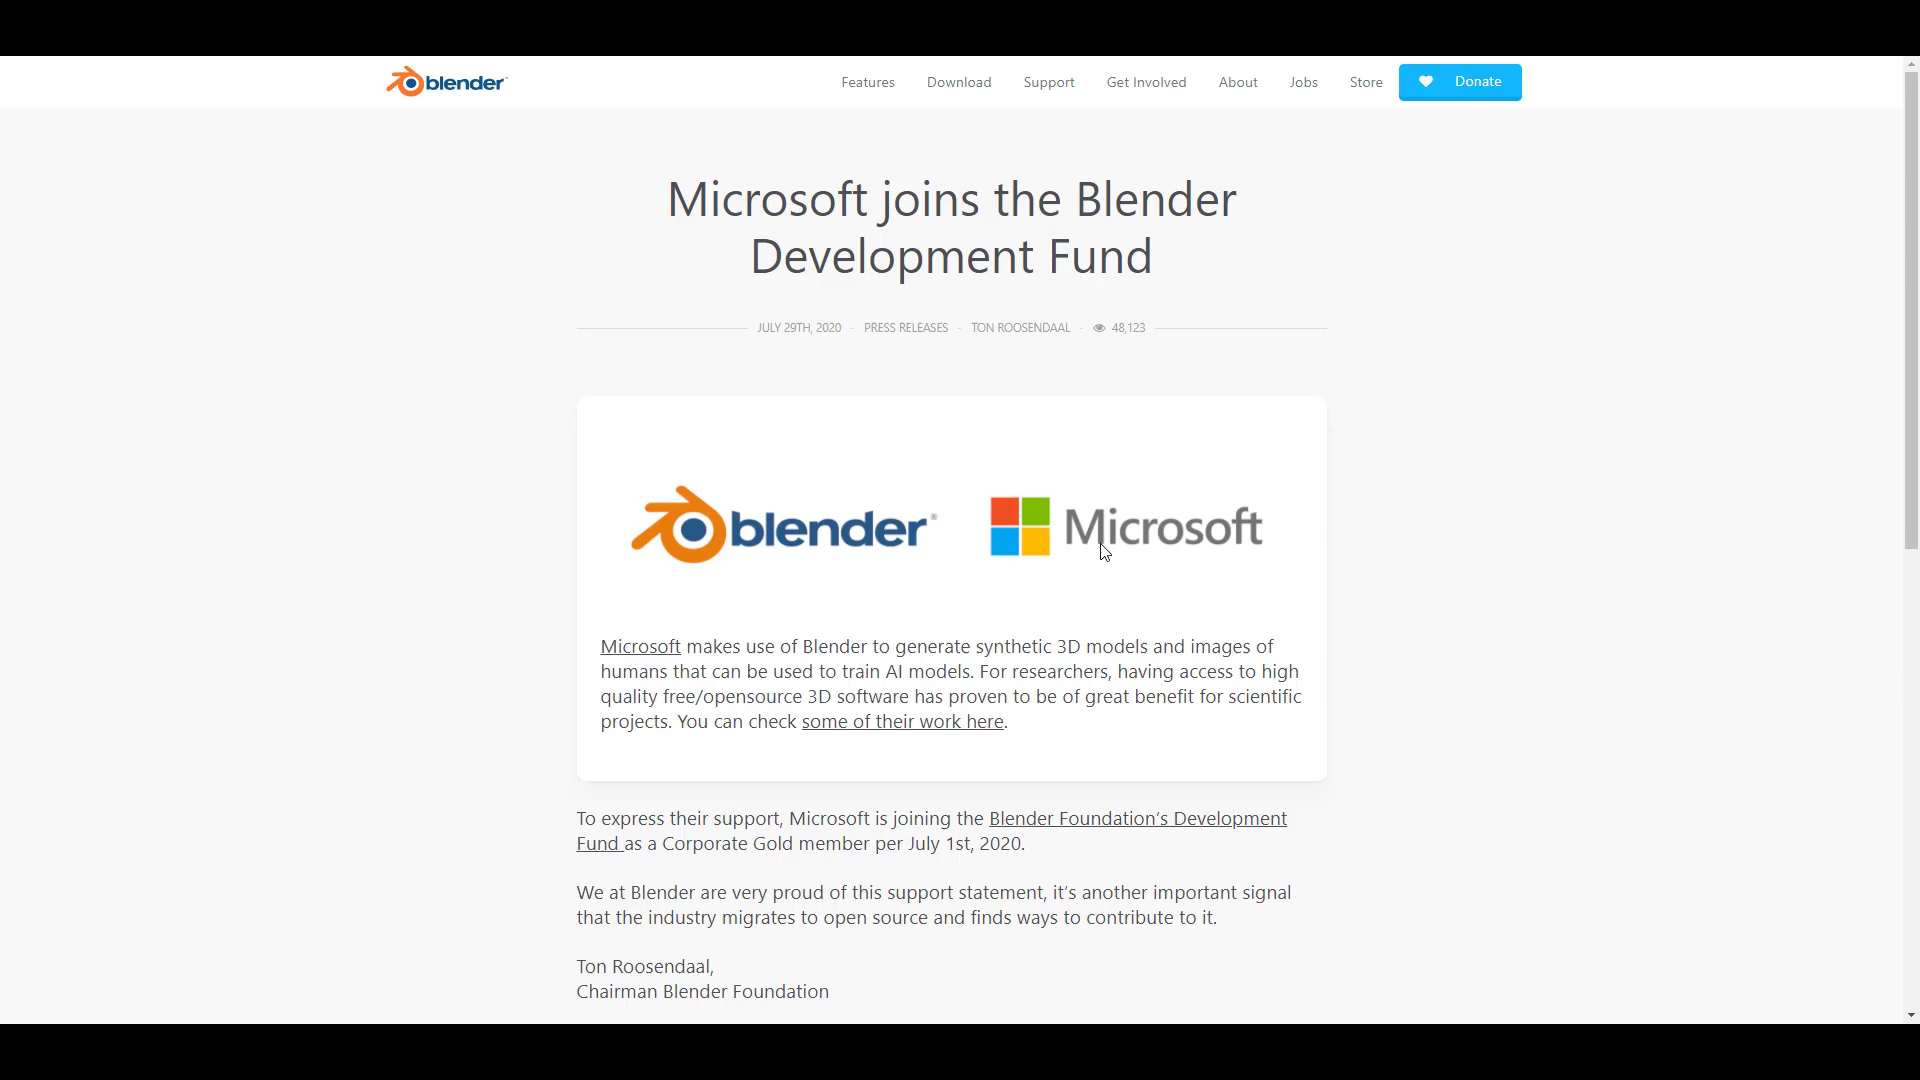 blender
Features Download Support Get Involved About Jobs Store Donate
Microsoft joins the Blender
Development Fund
JULY 29TH, 2020 - PRESS RELEASES - TON ROOSENDAAL - 48,123
blender® Microsoft
Microsoft makes use of Blender to generate synthetic 3D models and images of
humans that can be used to train AI models. For researchers, having access to high
quality free/opensource 3D software has proven to be of great benefit for scientific
projects. You can check some of their work here.
To express their support, Microsoft is joining the Blender Foundation’s Development
Fund as a Corporate Gold member per July 1st, 2020.
We at Blender are very proud of this support statement, it’s another important signal
that the industry migrates to open source and finds ways to contribute to it.
Ton Roosendaal,
Chairman Blender Foundation